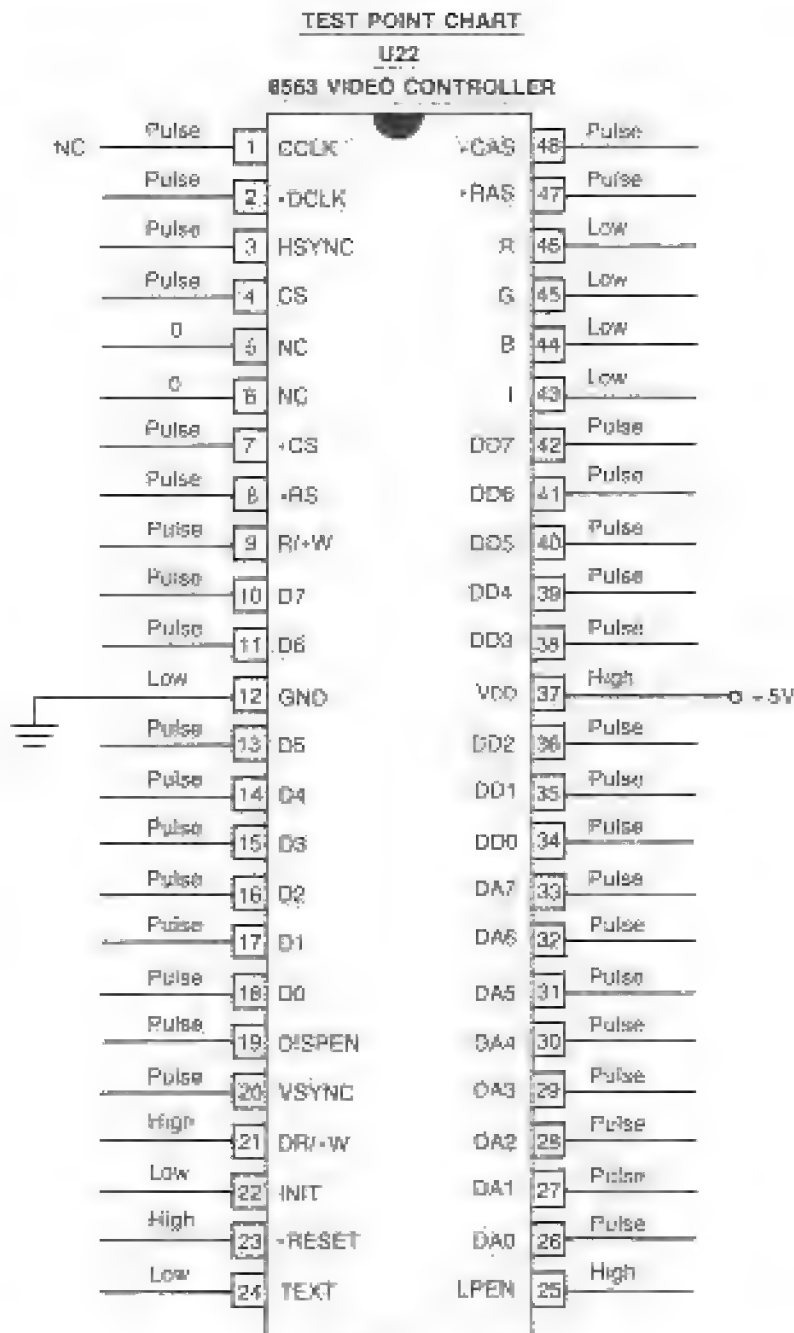 TEST POINT CHART
U22
8563 VIDEO CONTROLLER
NC Pulse 1 CCLK *CAS 48 Pulse
Pulse 2 *DCLK *RAS 47 Pulse
Pulse 3 HSYNC R 46 Low
Pulse 4 CS G 45 Low
0 5 NC B 44 Low
0 6 NC I 43 Low
Pulse 7 *CS DD7 42 Pulse
Pulse 8 *RS DD6 41 Pulse
Pulse 9 R/*W DD5 40 Pulse
Pulse 10 D7 DD4 39 Pulse
Pulse 11 D6 DD3 38 Pulse
Low 12 GND VDD 37 High +5V
Pulse 13 D5 DD2 36 Pulse
Pulse 14 D4 DD1 35 Pulse
Pulse 15 D3 DD0 34 Pulse
Pulse 16 D2 DA7 33 Pulse
Pulse 17 D1 DA6 32 Pulse
Pulse 18 D0 DA5 31 Pulse
Pulse 19 DISPEN DA4 30 Pulse
Pulse 20 VSYNC DA3 29 Pulse
High 21 DR/*W DA2 28 Pulse
Low 22 INIT DA1 27 Pulse
High 23 *RESET DA0 26 Pulse
Low 24 TEXT LPEN 25 High